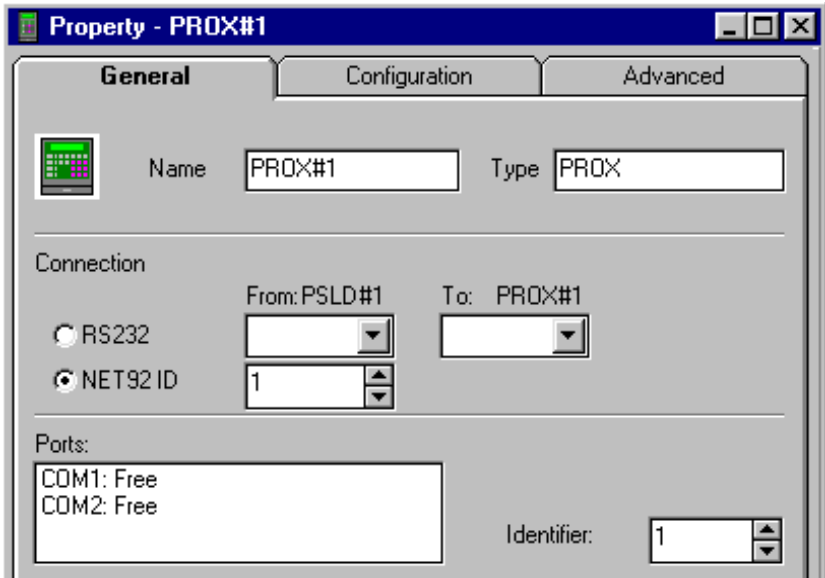 Property - PROX#1
General Configuration Advanced
Name PROX#1 Type PROX
Connection
From: PSLD#1 To: PROX#1
RS232
NET92 ID 1
Ports:
COM1: Free
COM2: Free
Identifier: 1